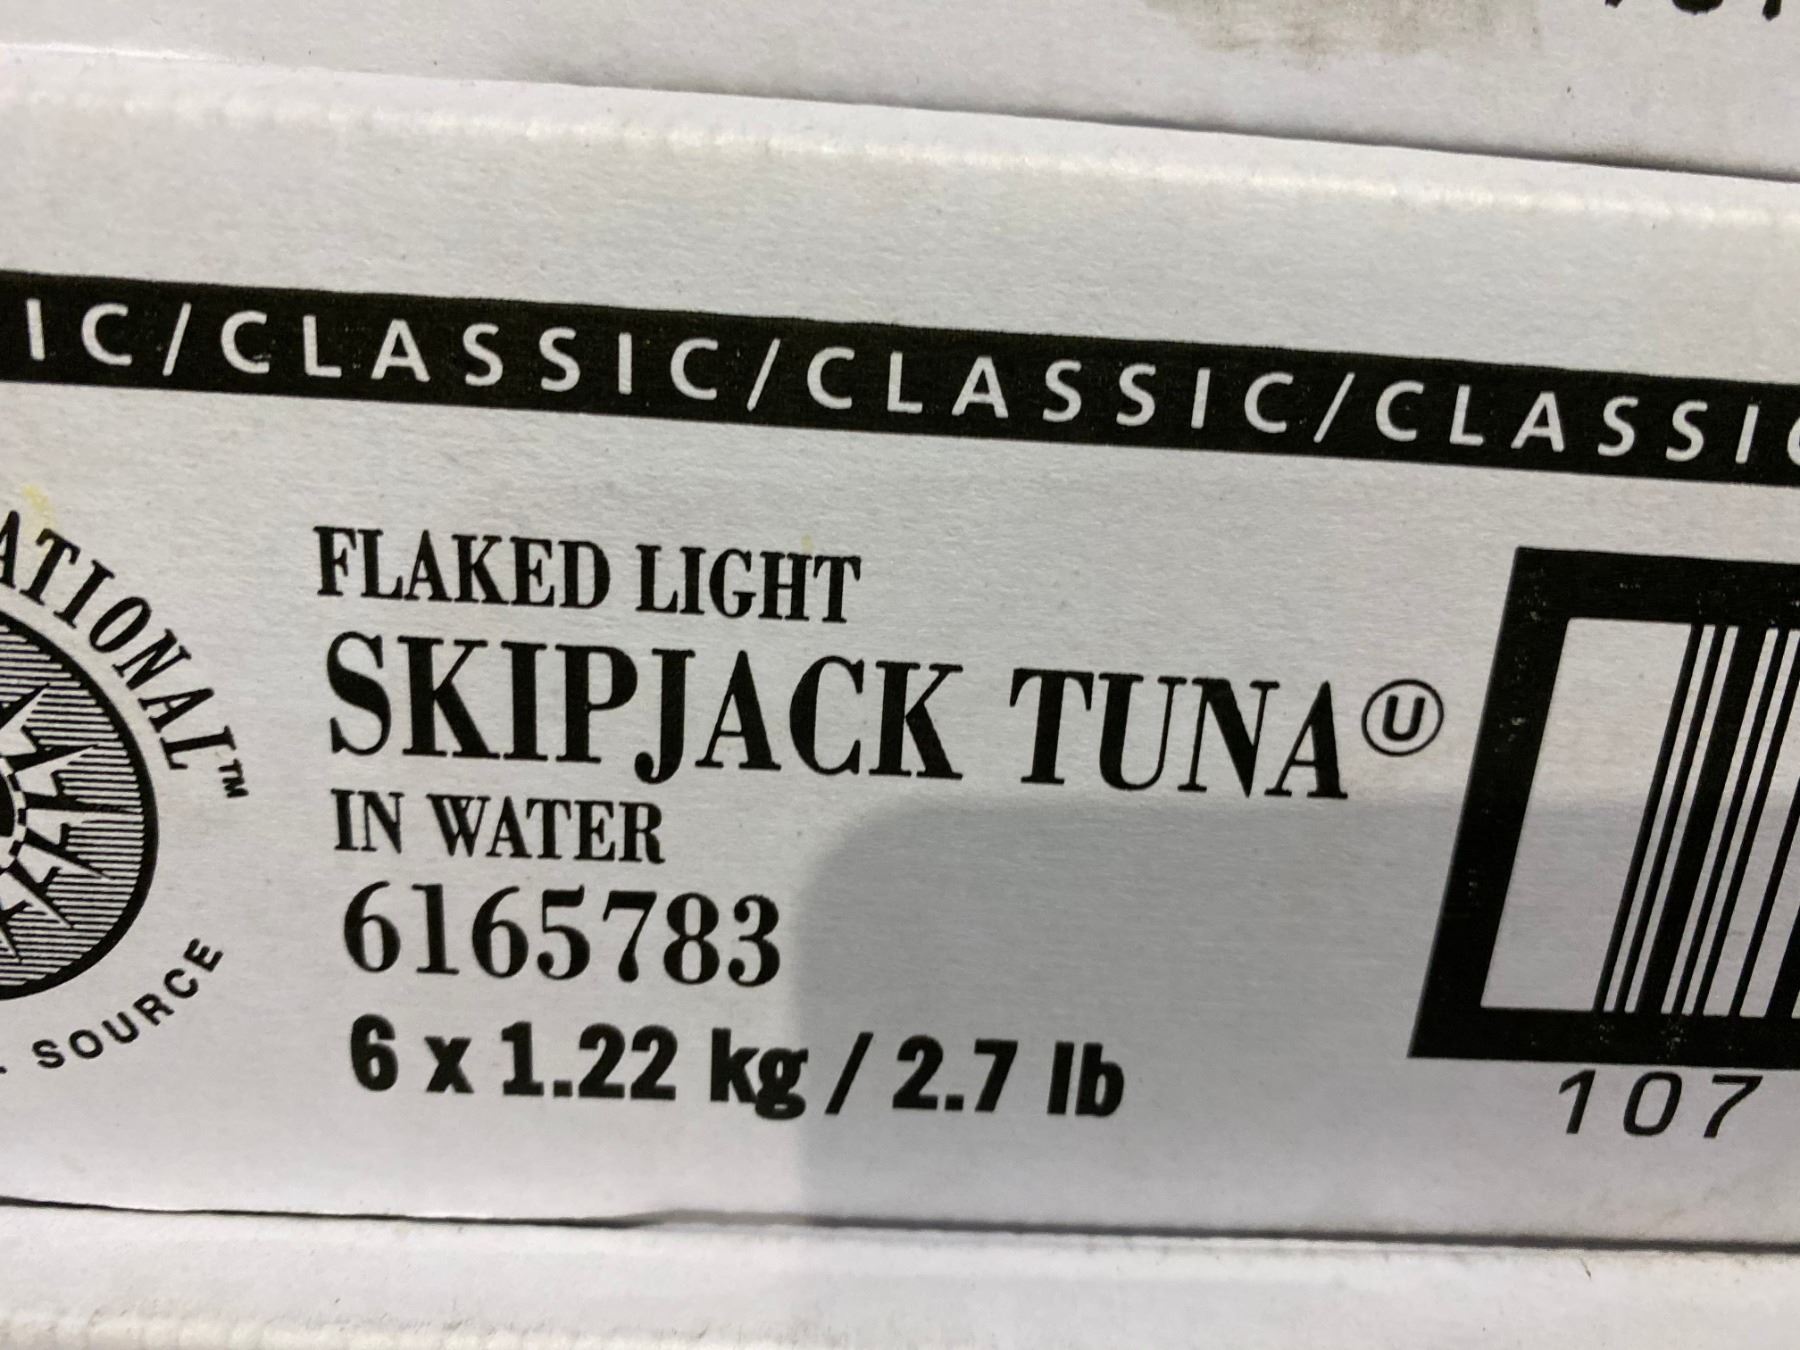 IC/CLASSIC/CLASSIC/CLASSIC
ATIONAL™
SOURCE
FLAKED LIGHT
SKIPJACK TUNA Ⓤ
IN WATER
6165783
6 x 1.22 kg / 2.7 lb
107